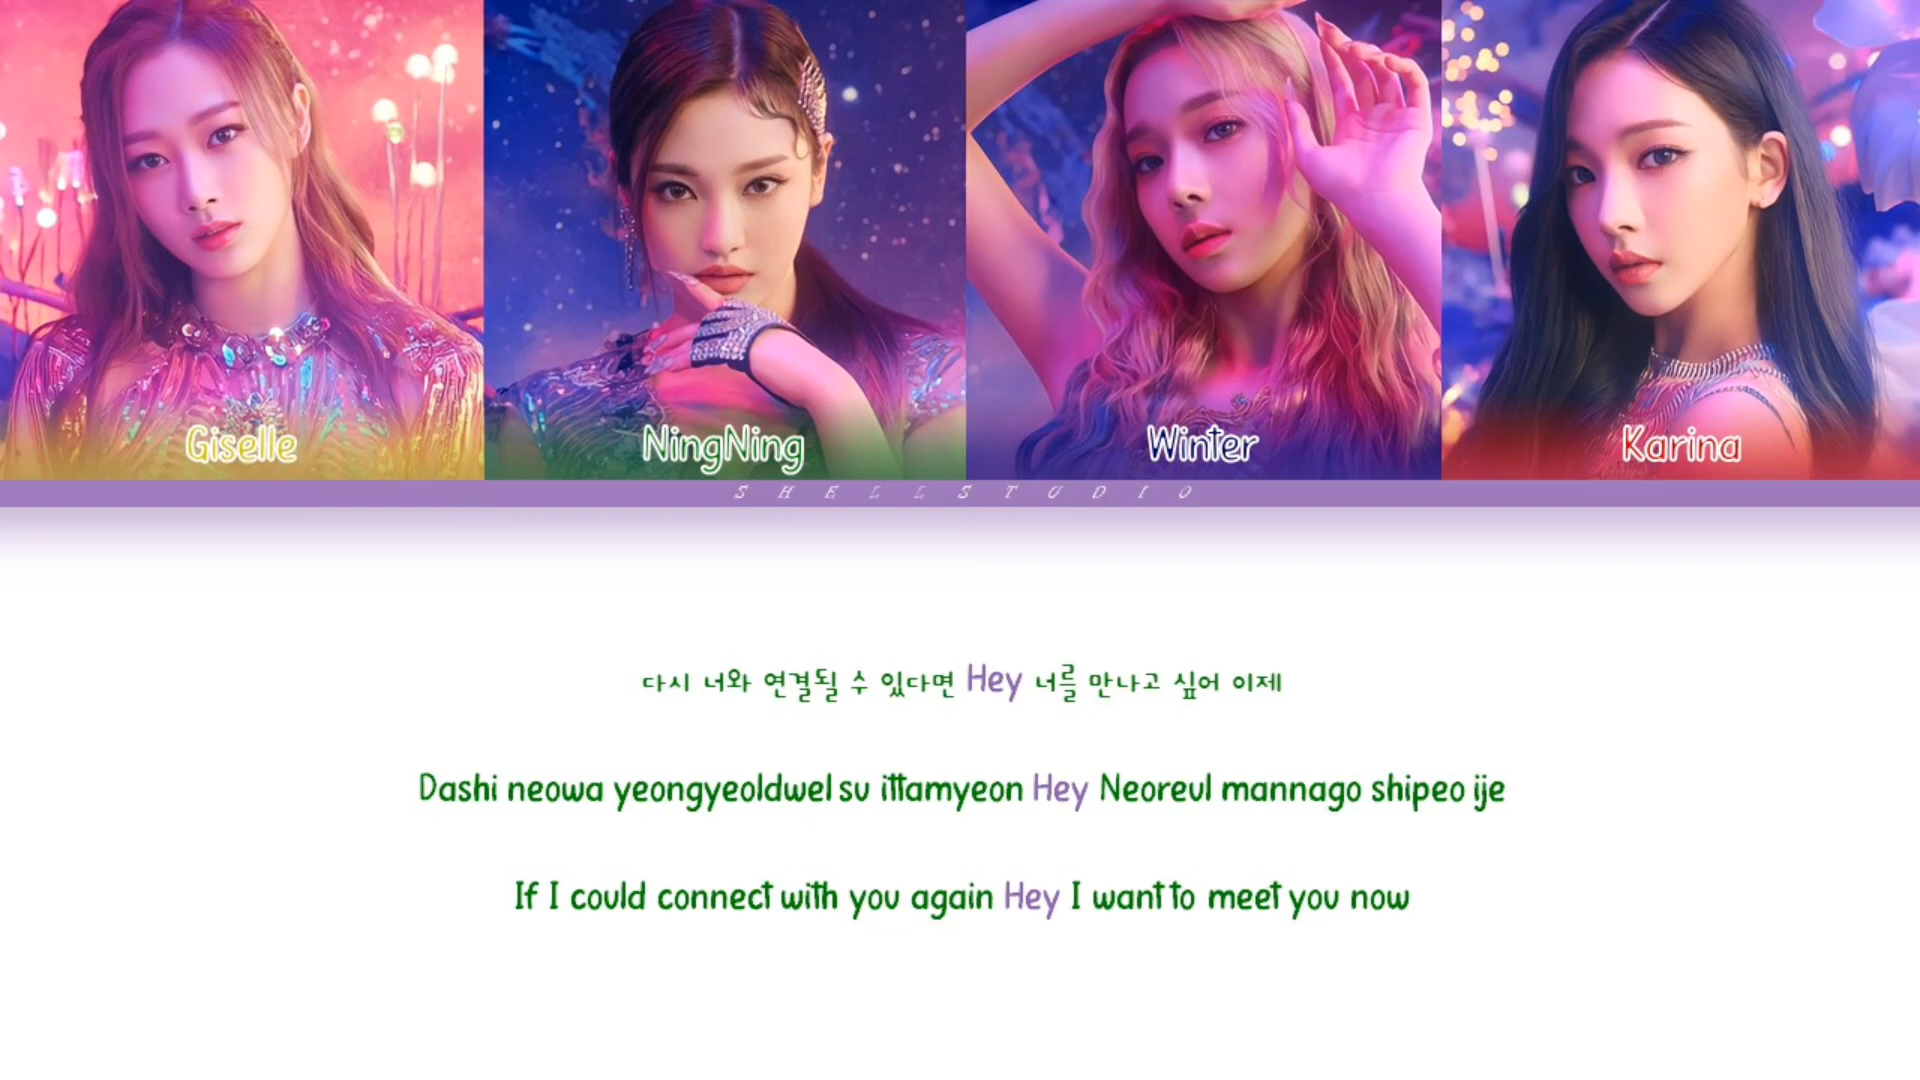 Giselle
NingNing
Winter
Karina
SHELLSTUDIO
다시 너와 연결될 수 있다면 Hey 너를 만나고 싶어 이제
Dashi neowa yeongyeoldwel su ittamyeon Hey Neoreul mannago shipeo ije
If I could connect with you again Hey I want to meet you now